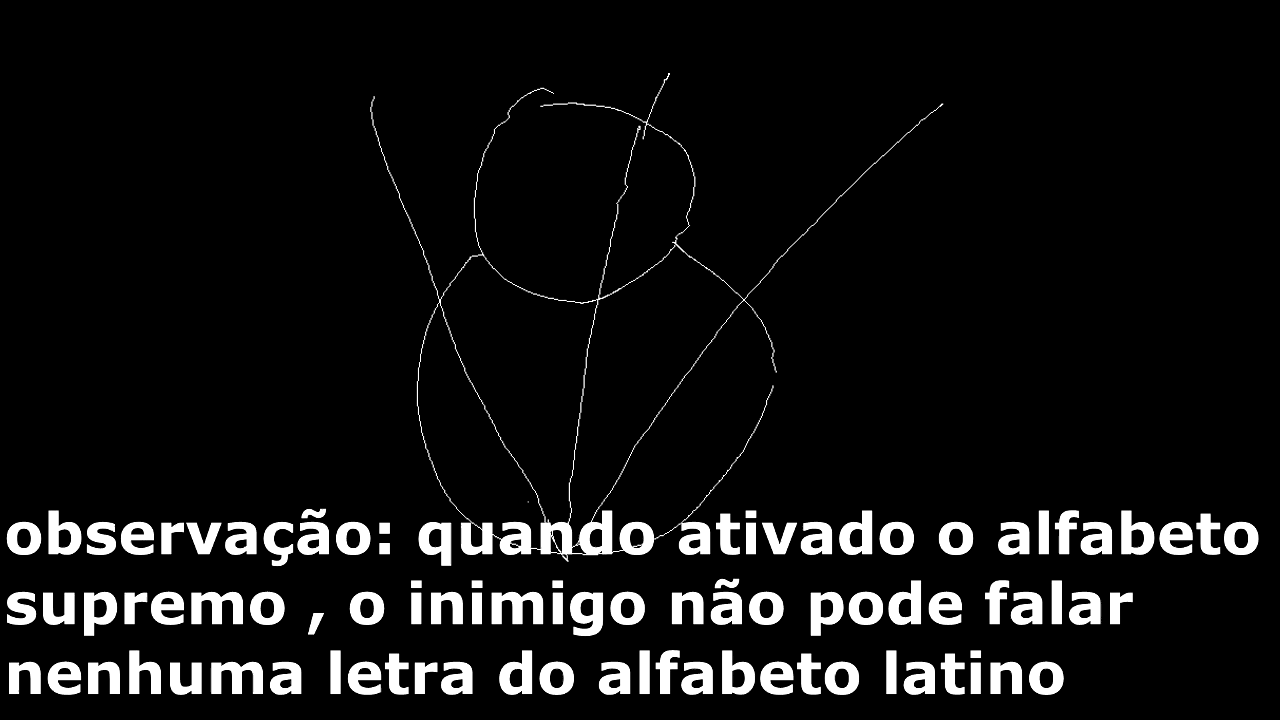 observação: quando ativado o alfabeto
supremo , o inimigo não pode falar
nenhuma letra do alfabeto latino